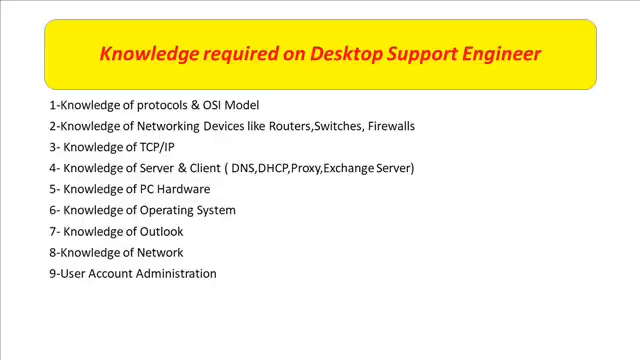 Knowledge required on Desktop Support Engineer
1-Knowledge of protocols & OSI Model
2-Knowledge of Networking Devices like Routers,Switches, Firewalls
3- Knowledge of TCP/IP
4- Knowledge of Server & Client ( DNS,DHCP,Proxy,Exchange Server)
5- Knowledge of PC Hardware
6- Knowledge of Operating System
7- Knowledge of Outlook
8-Knowledge of Network
9-User Account Administration